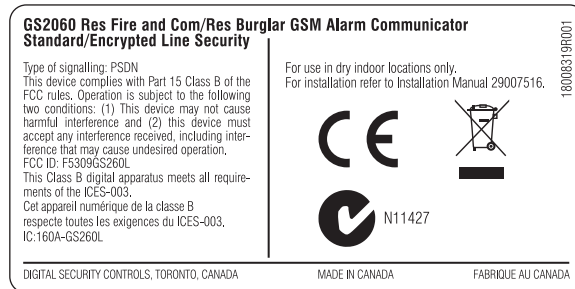 GS2060 Res Fire and Com/Res Burglar GSM Alarm Communicator
Standard/Encrypted Line Security
Type of signalling: PSDN
This device complies with Part 15 Class B of the
FCC rules. Operation is subject to the following
two conditions: (1) This device may not cause
harmful interference and (2) this device must
accept any interference received, including inter-
ference that may cause undesired operation.
FCC ID: F5309GS260L
This Class B digital apparatus meets all require-
ments of the ICES-003.
Cet appareil numérique de la classe B
respecte toutes les exigences du ICES-003.
IC:160A-GS260L
For use in dry indoor locations only.
For installation refer to Installation Manual 29007516.
CE
N11427
18008319R001
DIGITAL SECURITY CONTROLS, TORONTO, CANADA
MADE IN CANADA
FABRIQUE AU CANADA